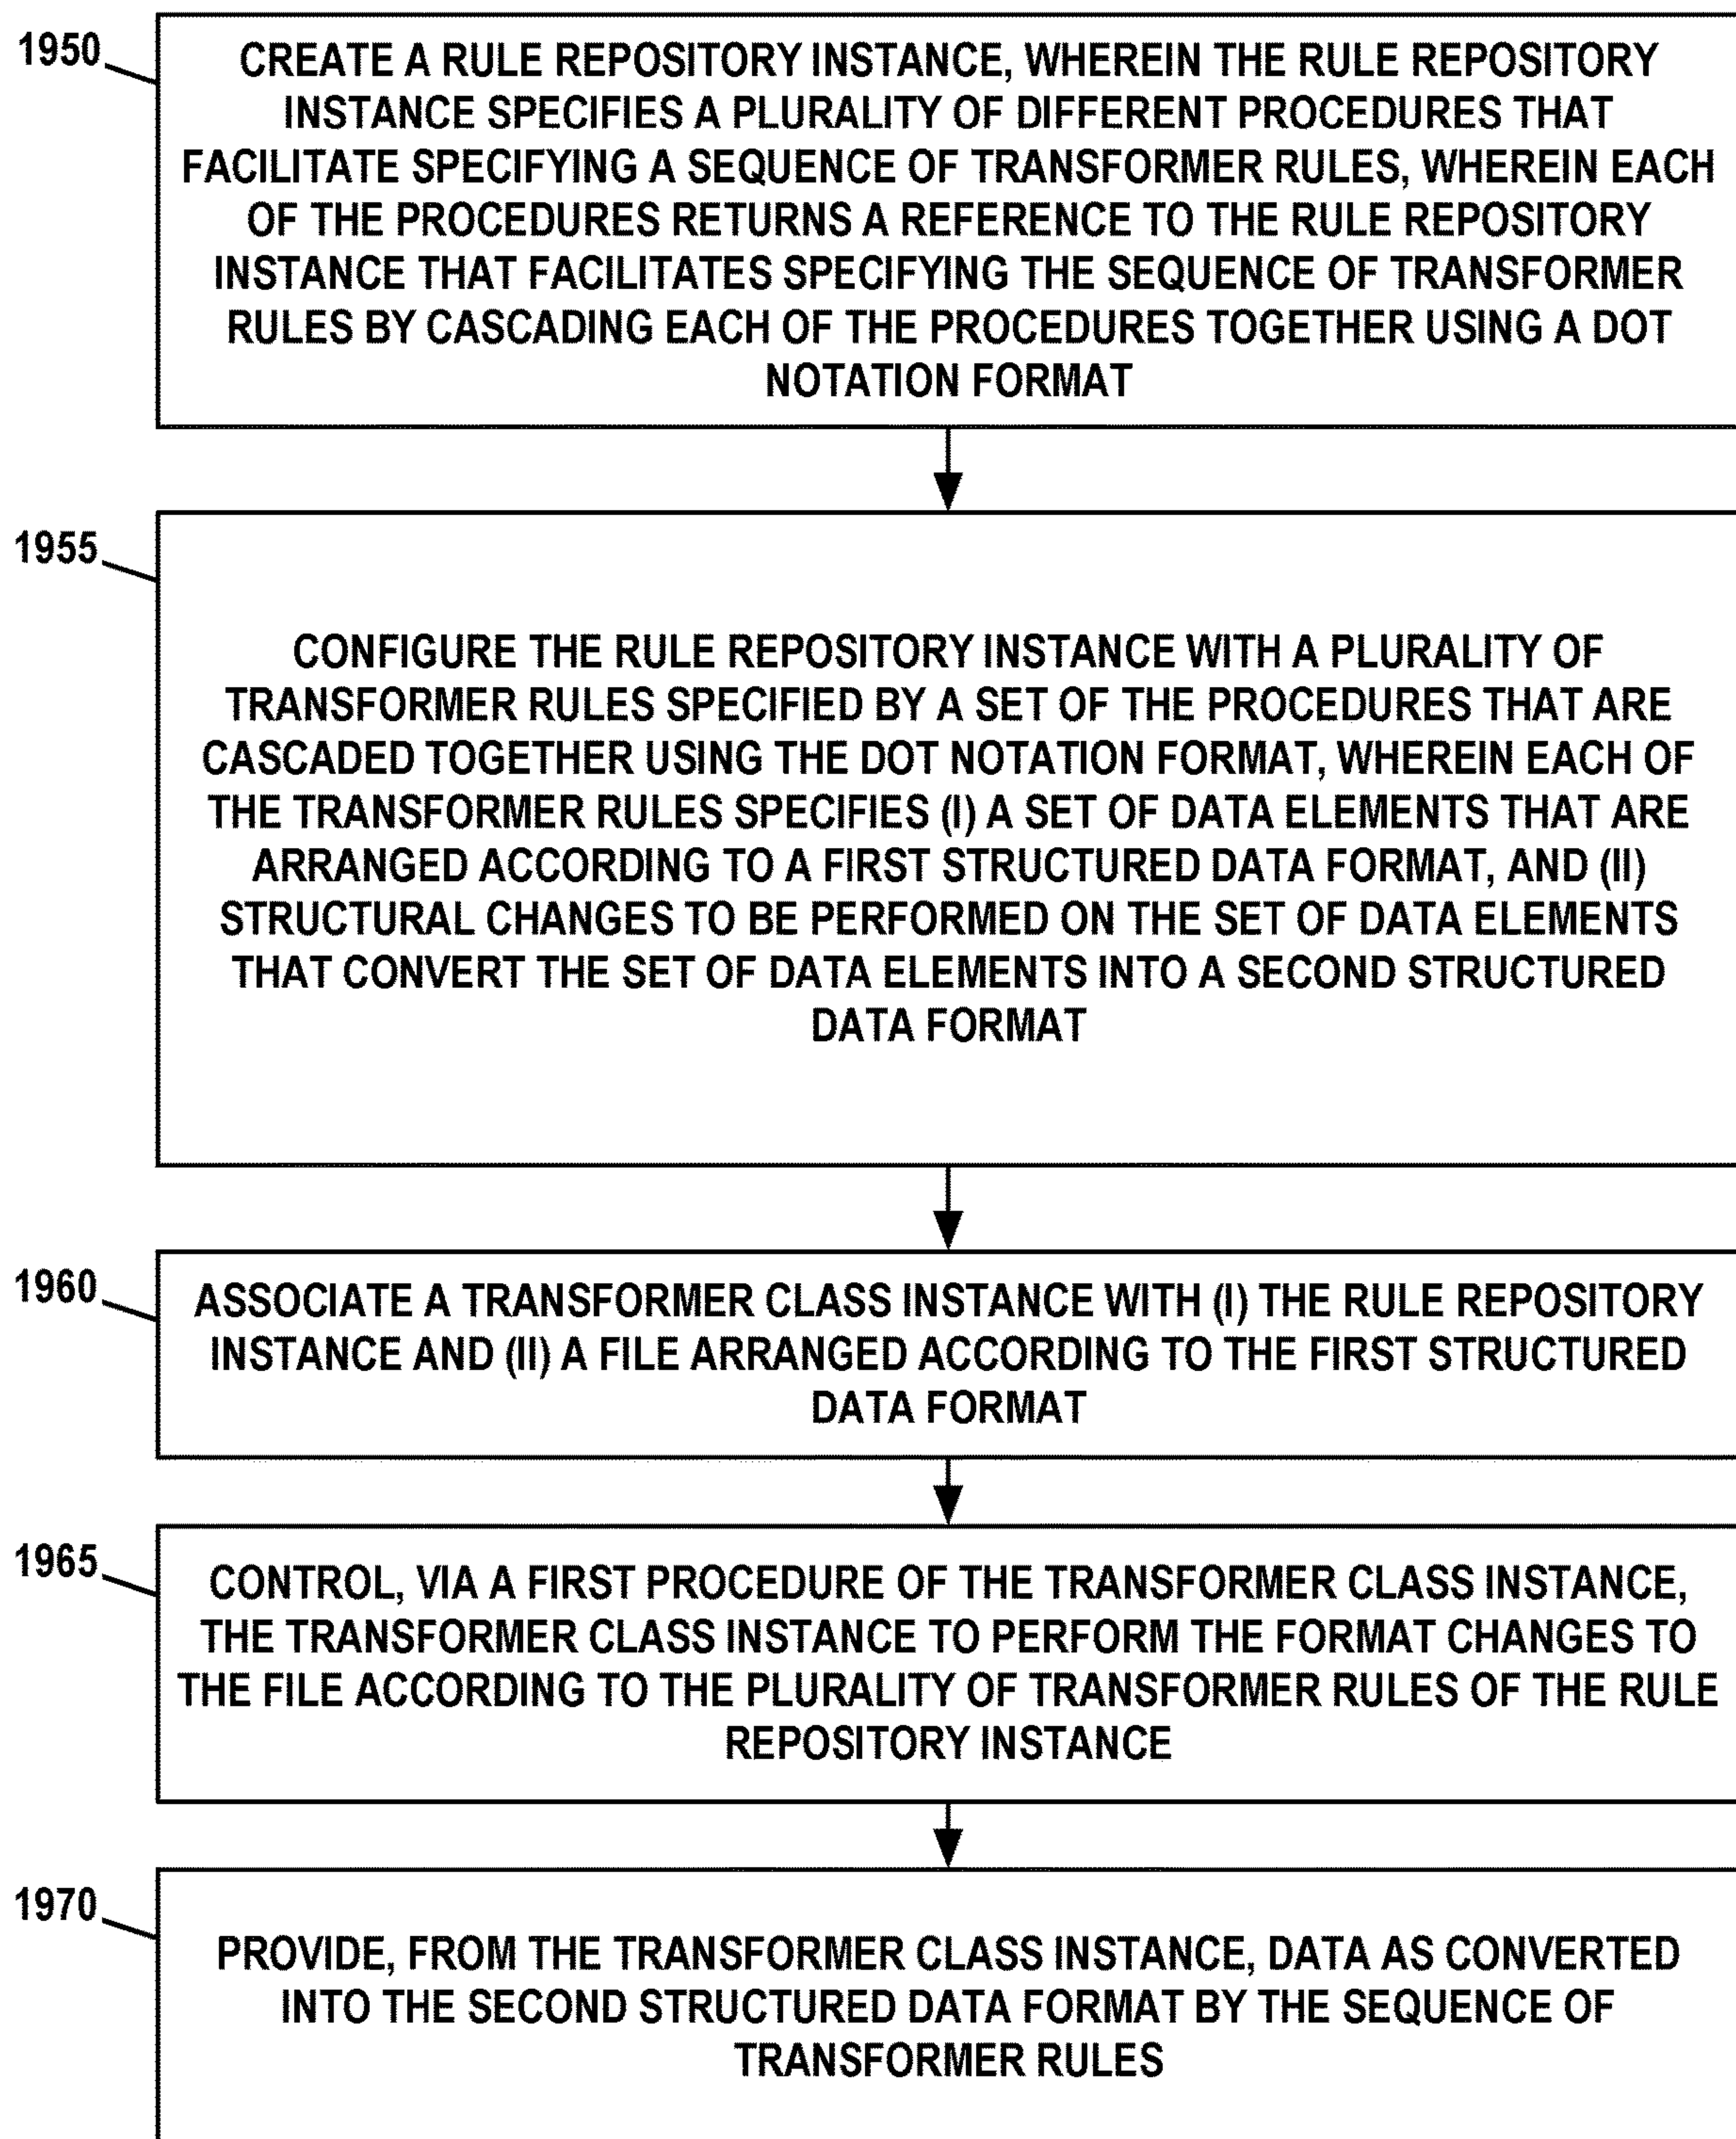 1950
CREATE A RULE REPOSITORY INSTANCE, WHEREIN THE RULE REPOSITORY
INSTANCE SPECIFIES A PLURALITY OF DIFFERENT PROCEDURES THAT
FACILITATE SPECIFYING A SEQUENCE OF TRANSFORMER RULES, WHEREIN EACH
OF THE PROCEDURES RETURNS A REFERENCE TO THE RULE REPOSITORY
INSTANCE THAT FACILITATES SPECIFYING THE SEQUENCE OF TRANSFORMER
RULES BY CASCADING EACH OF THE PROCEDURES TOGETHER USING A DOT
NOTATION FORMAT
1955
CONFIGURE THE RULE REPOSITORY INSTANCE WITH A PLURALITY OF
TRANSFORMER RULES SPECIFIED BY A SET OF THE PROCEDURES THAT ARE
CASCADED TOGETHER USING THE DOT NOTATION FORMAT, WHEREIN EACH OF
THE TRANSFORMER RULES SPECIFIES (I) A SET OF DATA ELEMENTS THAT ARE
ARRANGED ACCORDING TO A FIRST STRUCTURED DATA FORMAT, AND (II)
STRUCTURAL CHANGES TO BE PERFORMED ON THE SET OF DATA ELEMENTS
THAT CONVERT THE SET OF DATA ELEMENTS INTO A SECOND STRUCTURED
DATA FORMAT
1960
ASSOCIATE A TRANSFORMER CLASS INSTANCE WITH (I) THE RULE REPOSITORY
INSTANCE AND (II) A FILE ARRANGED ACCORDING TO THE FIRST STRUCTURED
DATA FORMAT
1965
CONTROL, VIA A FIRST PROCEDURE OF THE TRANSFORMER CLASS INSTANCE,
THE TRANSFORMER CLASS INSTANCE TO PERFORM THE FORMAT CHANGES TO
THE FILE ACCORDING TO THE PLURALITY OF TRANSFORMER RULES OF THE RULE
REPOSITORY INSTANCE
1970
PROVIDE, FROM THE TRANSFORMER CLASS INSTANCE, DATA AS CONVERTED
INTO THE SECOND STRUCTURED DATA FORMAT BY THE SEQUENCE OF
TRANSFORMER RULES